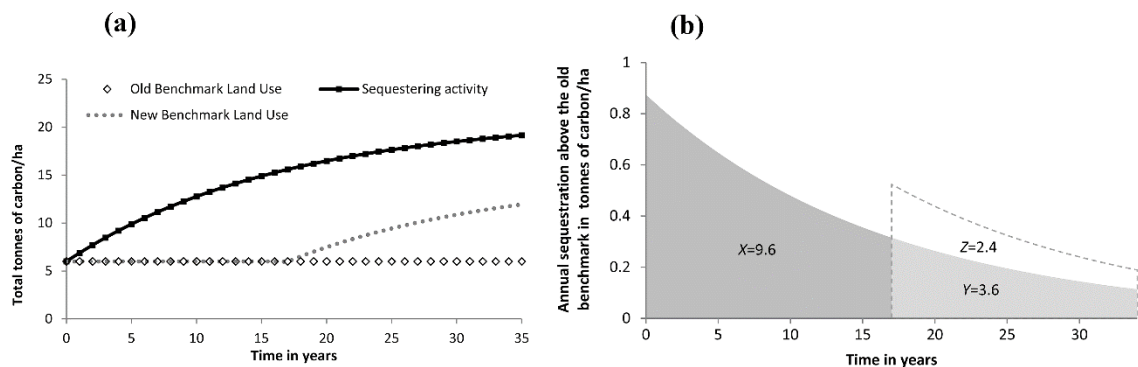 (a)
Total tonnes of carbon/ha
25
20
15
10
5
0
Old Benchmark Land Use
Sequestering activity
New Benchmark Land Use
0 5 10 15 20 25 30 35
Time in years
(b)
Annual sequestration above the old
benchmark in tonnes of carbon/ha
1
0.8
0.6
0.4
0.2
0
X=9.6
Z=2.4
Y=3.6
0 5 10 15 20 25 30
Time in years